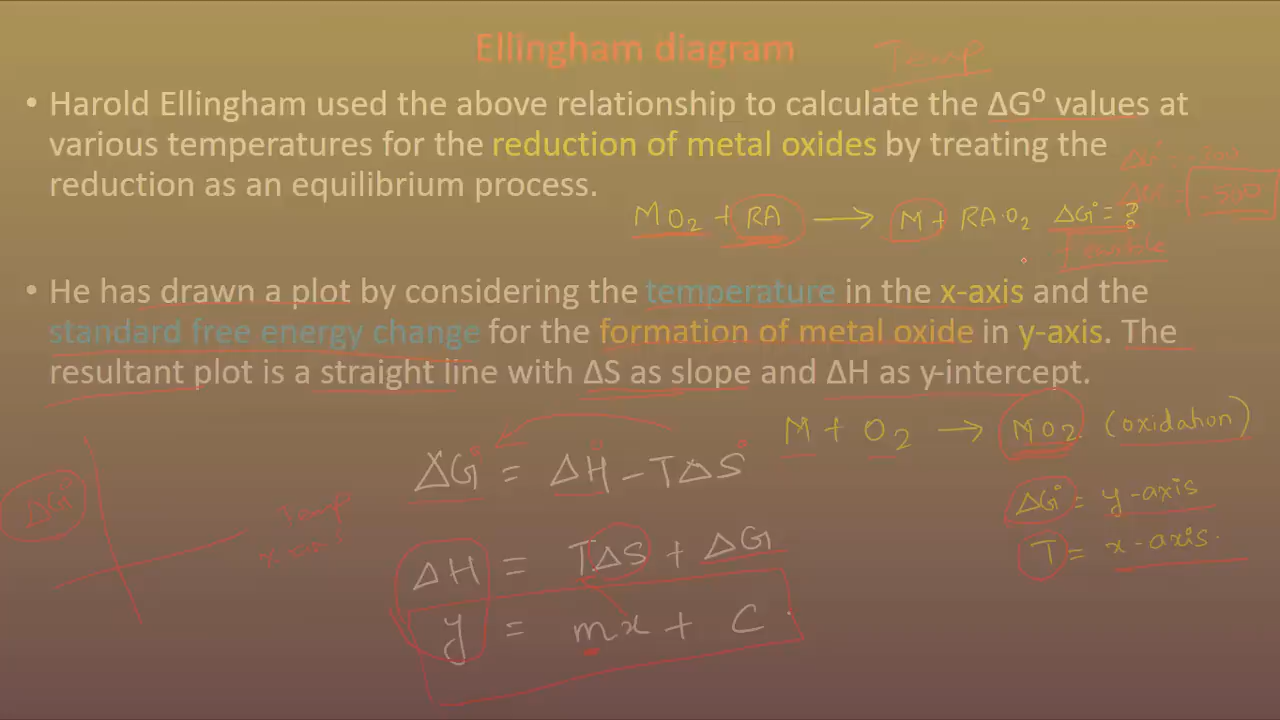 Ellingham diagram
Temp
• Harold Ellingham used the above relationship to calculate the ΔG⁰ values at
various temperatures for the reduction of metal oxides by treating the
reduction as an equilibrium process.
-500
MO₂ + RA → M + RA·O₂ ΔG° = ?
• He has drawn a plot by considering the temperature in the x-axis and the
standard free energy change for the formation of metal oxide in y-axis. The
resultant plot is a straight line with ΔS as slope and ΔH as y-intercept.
M + O₂ → MO₂ (oxidation)
ΔG° = ΔH° - TΔS°
ΔG° = y-axis
T = x-axis
ΔG°
Temp
ΔH = TΔS + ΔG
y = mx + C